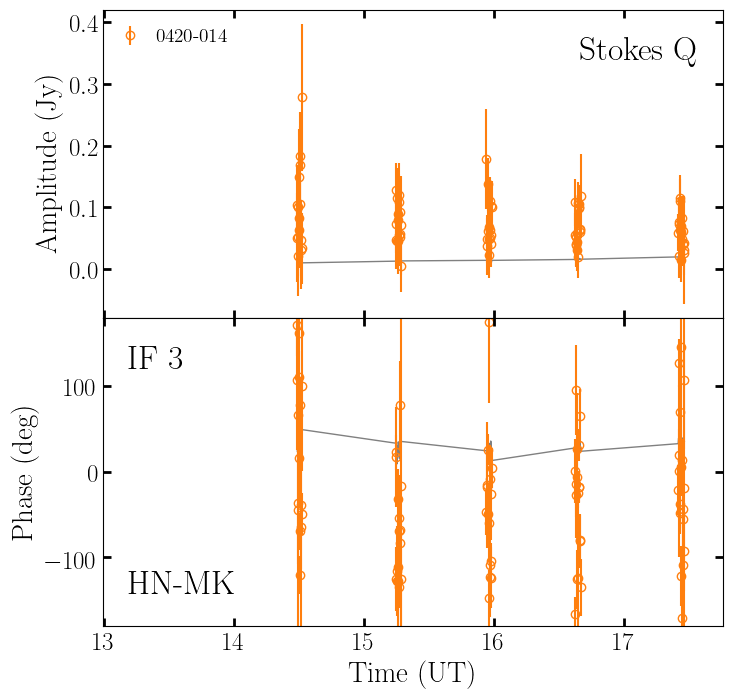 0420-014
Stokes Q
Amplitude (Jy)
0.4
0.3
0.2
0.1
0.0
IF 3
HN-MK
Phase (deg)
100
0
−100
13 14 15 16 17
Time (UT)